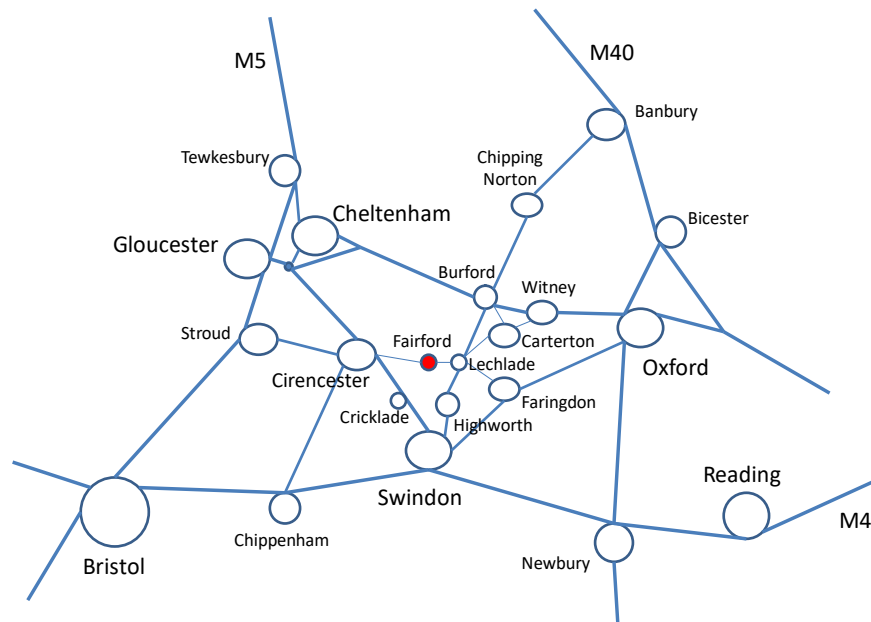 M5
M40
Banbury
Tewkesbury
Chipping
Norton
Cheltenham
Bicester
Gloucester
Burford
Witney
Stroud
Fairford
Carterton
Lechlade
Oxford
Cirencester
Faringdon
Cricklade
Highworth
Swindon
Reading
M4
Chippenham
Bristol
Newbury